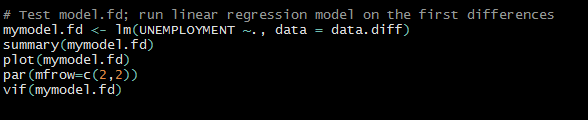 # Test model.fd; run linear regression model on the first differences
mymodel.fd <- lm(UNEMPLOYMENT ~., data = data.diff)
summary(mymodel.fd)
plot(mymodel.fd)
par(mfrow=c(2,2))
vif(mymodel.fd)